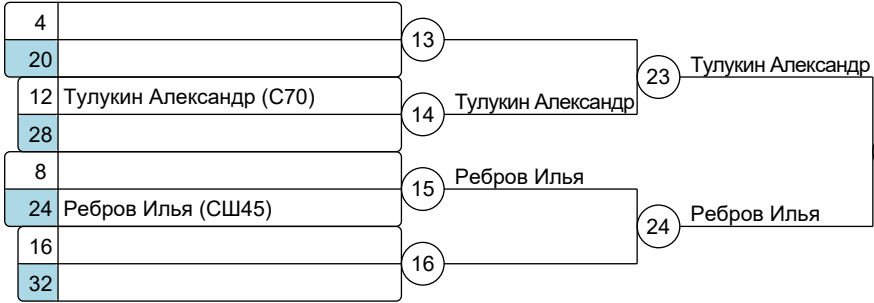 4
13
20
23 Тулукин Александр
12 Тулукин Александр (С70)
14 Тулукин Александр
28
8
15 Ребров Илья
24 Ребров Илья (СШ45)
24 Ребров Илья
16
16
32